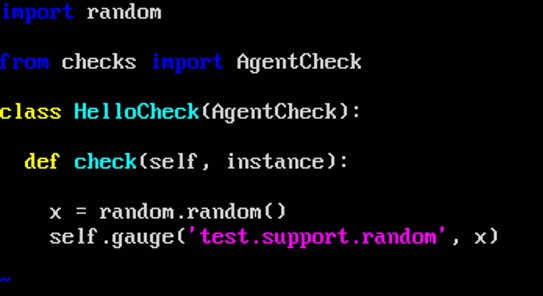 import random
from checks import AgentCheck
class HelloCheck(AgentCheck):
  def check(self, instance):
    x = random.random()
    self.gauge('test.support.random', x)
~